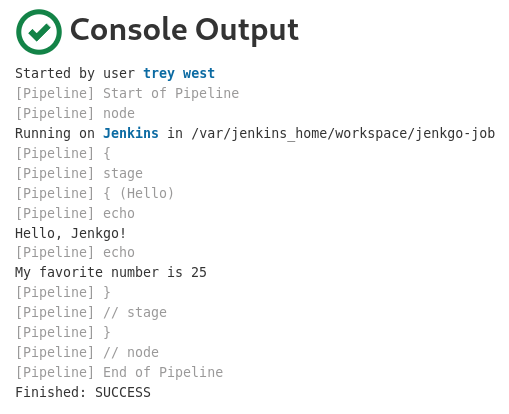 Console Output
Started by user trey west
[Pipeline] Start of Pipeline
[Pipeline] node
Running on Jenkins in /var/jenkins_home/workspace/jenkgo-job
[Pipeline] {
[Pipeline] stage
[Pipeline] { (Hello)
[Pipeline] echo
Hello, Jenkgo!
[Pipeline] echo
My favorite number is 25
[Pipeline] }
[Pipeline] // stage
[Pipeline] }
[Pipeline] // node
[Pipeline] End of Pipeline
Finished: SUCCESS